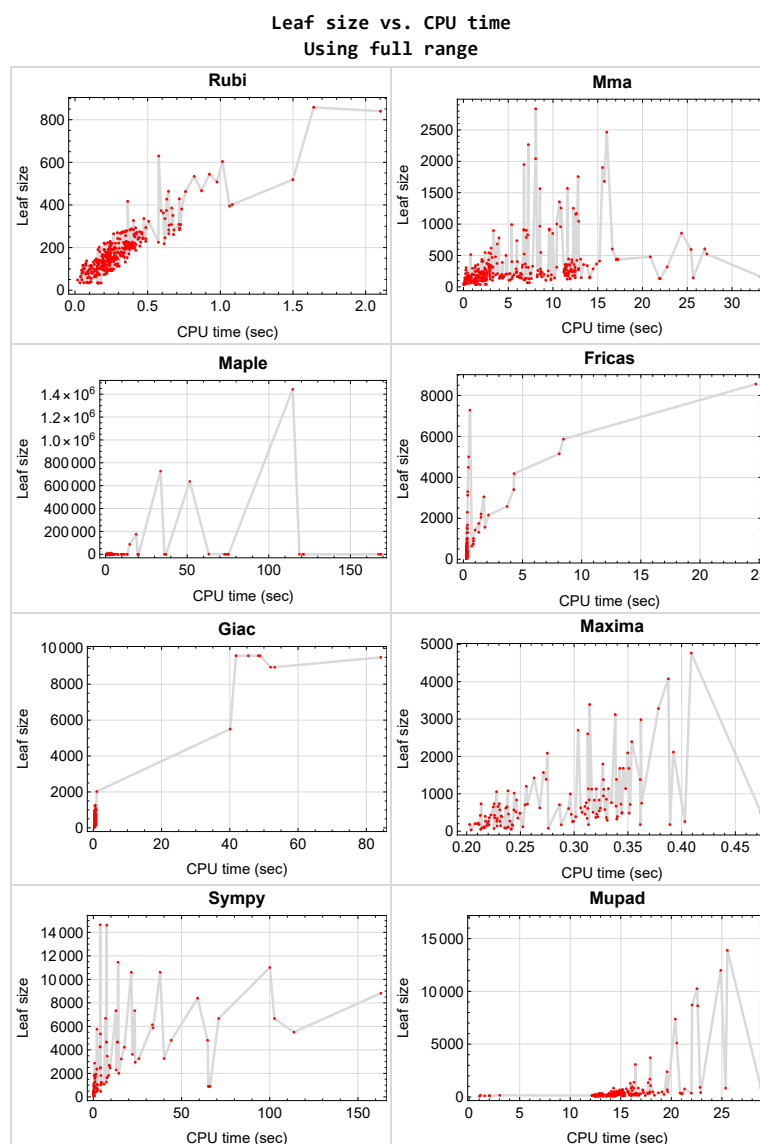 Leaf size vs. CPU time
Using full range
Rubi
Leaf size
800
600
400
200
0
0.0 0.5 1.0 1.5 2.0
CPU time (sec)
Mma
Leaf size
2500
2000
1500
1000
500
0
0 5 10 15 20 25 30
CPU time (sec)
Maple
Leaf size
1.4×10⁶
1.2×10⁶
1.0×10⁶
800000
600000
400000
200000
0
0 50 100 150
CPU time (sec)
Fricas
Leaf size
8000
6000
4000
2000
0
0 5 10 15 20 25
CPU time (sec)
Giac
Leaf size
10000
8000
6000
4000
2000
0
0 20 40 60 80
CPU time (sec)
Maxima
Leaf size
5000
4000
3000
2000
1000
0
0.20 0.25 0.30 0.35 0.40 0.45
CPU time (sec)
Sympy
Leaf size
14000
12000
10000
8000
6000
4000
2000
0
0 50 100 150
CPU time (sec)
Mupad
Leaf size
15000
10000
5000
0
0 5 10 15 20 25
CPU time (sec)